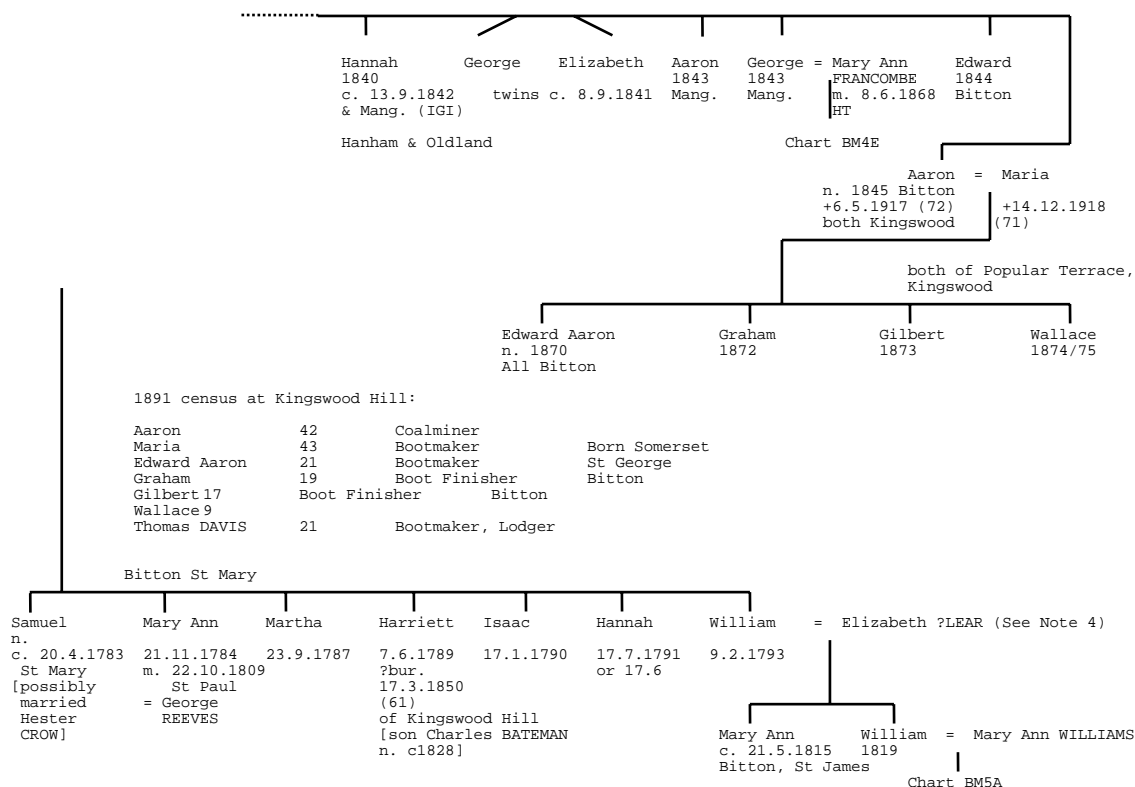 Hannah George Elizabeth Aaron George = Mary Ann Edward
1840 1843 1843 FRANCOMBE 1844
c. 13.9.1842 twins c. 8.9.1841 Mang. Mang. m. 8.6.1868 Bitton
& Mang. (IGI) HT
Hanham & Oldland Chart BM4E
Aaron = Maria
n. 1845 Bitton
+6.5.1917 (72) +14.12.1918
both Kingswood (71)
both of Popular Terrace,
Kingswood
Edward Aaron Graham Gilbert Wallace
n. 1870 1872 1873 1874/75
All Bitton
1891 census at Kingswood Hill:
Aaron 42 Coalminer
Maria 43 Bootmaker Born Somerset
Edward Aaron 21 Bootmaker St George
Graham 19 Boot Finisher Bitton
Gilbert 17 Boot Finisher Bitton
Wallace 9
Thomas DAVIS 21 Bootmaker, Lodger
Bitton St Mary
Samuel Mary Ann Martha Harriett Isaac Hannah William = Elizabeth ?LEAR (See Note 4)
n.
c. 20.4.1783 21.11.1784 23.9.1787 7.6.1789 17.1.1790 17.7.1791 9.2.1793
St Mary m. 22.10.1809 ?bur. or 17.6
[possibly St Paul 17.3.1850
married = George (61)
Hester REEVES of Kingswood Hill
CROW] [son Charles BATEMAN Mary Ann William = Mary Ann WILLIAMS
n. c1828] c. 21.5.1815 1819
Bitton, St James
Chart BM5A